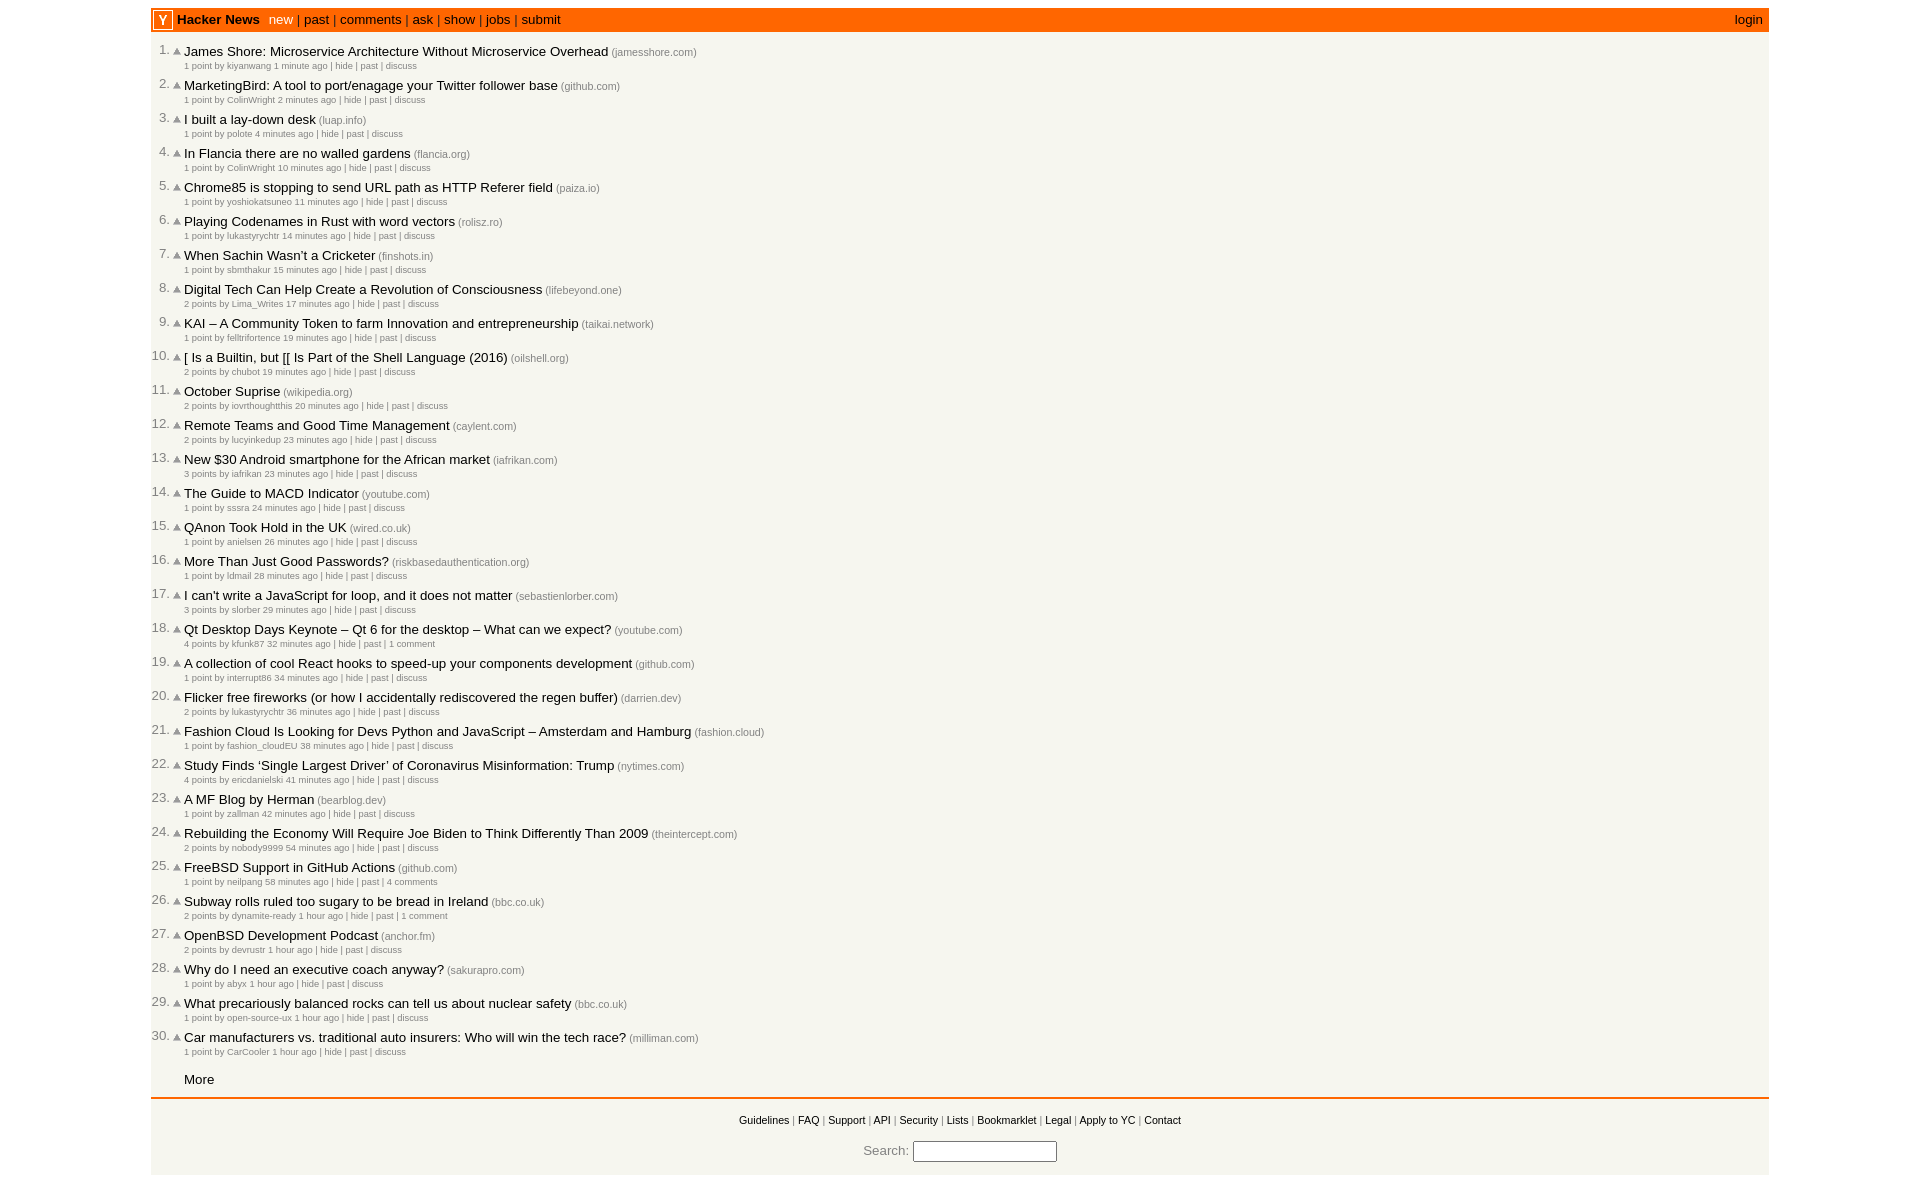 Y Hacker News new | past | comments | ask | show | jobs | submit login
1. James Shore: Microservice Architecture Without Microservice Overhead (jamesshore.com)
1 point by kiyanwang 1 minute ago | hide | past | discuss
2. MarketingBird: A tool to port/enagage your Twitter follower base (github.com)
1 point by ColinWright 2 minutes ago | hide | past | discuss
3. I built a lay-down desk (luap.info)
1 point by polote 4 minutes ago | hide | past | discuss
4. In Flancia there are no walled gardens (flancia.org)
1 point by ColinWright 10 minutes ago | hide | past | discuss
5. Chrome85 is stopping to send URL path as HTTP Referer field (paiza.io)
1 point by yoshiokatsuneo 11 minutes ago | hide | past | discuss
6. Playing Codenames in Rust with word vectors (rolisz.ro)
1 point by lukastyrychtr 14 minutes ago | hide | past | discuss
7. When Sachin Wasn’t a Cricketer (finshots.in)
1 point by sbmthakur 15 minutes ago | hide | past | discuss
8. Digital Tech Can Help Create a Revolution of Consciousness (lifebeyond.one)
2 points by Lima_Writes 17 minutes ago | hide | past | discuss
9. KAI – A Community Token to farm Innovation and entrepreneurship (taikai.network)
1 point by felltrifortence 19 minutes ago | hide | past | discuss
10. [ Is a Builtin, but [[ Is Part of the Shell Language (2016) (oilshell.org)
2 points by chubot 19 minutes ago | hide | past | discuss
11. October Suprise (wikipedia.org)
2 points by iovrthoughtthis 20 minutes ago | hide | past | discuss
12. Remote Teams and Good Time Management (caylent.com)
2 points by lucyinkedup 23 minutes ago | hide | past | discuss
13. New $30 Android smartphone for the African market (iafrikan.com)
3 points by iafrikan 23 minutes ago | hide | past | discuss
14. The Guide to MACD Indicator (youtube.com)
1 point by sssra 24 minutes ago | hide | past | discuss
15. QAnon Took Hold in the UK (wired.co.uk)
1 point by anielsen 26 minutes ago | hide | past | discuss
16. More Than Just Good Passwords? (riskbasedauthentication.org)
1 point by ldmail 28 minutes ago | hide | past | discuss
17. I can't write a JavaScript for loop, and it does not matter (sebastienlorber.com)
3 points by slorber 29 minutes ago | hide | past | discuss
18. Qt Desktop Days Keynote – Qt 6 for the desktop – What can we expect? (youtube.com)
4 points by kfunk87 32 minutes ago | hide | past | 1 comment
19. A collection of cool React hooks to speed-up your components development (github.com)
1 point by interrupt86 34 minutes ago | hide | past | discuss
20. Flicker free fireworks (or how I accidentally rediscovered the regen buffer) (darrien.dev)
2 points by lukastyrychtr 36 minutes ago | hide | past | discuss
21. Fashion Cloud Is Looking for Devs Python and JavaScript – Amsterdam and Hamburg (fashion.cloud)
1 point by fashion_cloudEU 38 minutes ago | hide | past | discuss
22. Study Finds ‘Single Largest Driver’ of Coronavirus Misinformation: Trump (nytimes.com)
4 points by ericdanielski 41 minutes ago | hide | past | discuss
23. A MF Blog by Herman (bearblog.dev)
1 point by zallman 42 minutes ago | hide | past | discuss
24. Rebuilding the Economy Will Require Joe Biden to Think Differently Than 2009 (theintercept.com)
2 points by nobody9999 54 minutes ago | hide | past | discuss
25. FreeBSD Support in GitHub Actions (github.com)
1 point by neilpang 58 minutes ago | hide | past | 4 comments
26. Subway rolls ruled too sugary to be bread in Ireland (bbc.co.uk)
2 points by dynamite-ready 1 hour ago | hide | past | 1 comment
27. OpenBSD Development Podcast (anchor.fm)
2 points by devrustr 1 hour ago | hide | past | discuss
28. Why do I need an executive coach anyway? (sakurapro.com)
1 point by abyx 1 hour ago | hide | past | discuss
29. What precariously balanced rocks can tell us about nuclear safety (bbc.co.uk)
1 point by open-source-ux 1 hour ago | hide | past | discuss
30. Car manufacturers vs. traditional auto insurers: Who will win the tech race? (milliman.com)
1 point by CarCooler 1 hour ago | hide | past | discuss
More
Guidelines | FAQ | Support | API | Security | Lists | Bookmarklet | Legal | Apply to YC | Contact
Search: